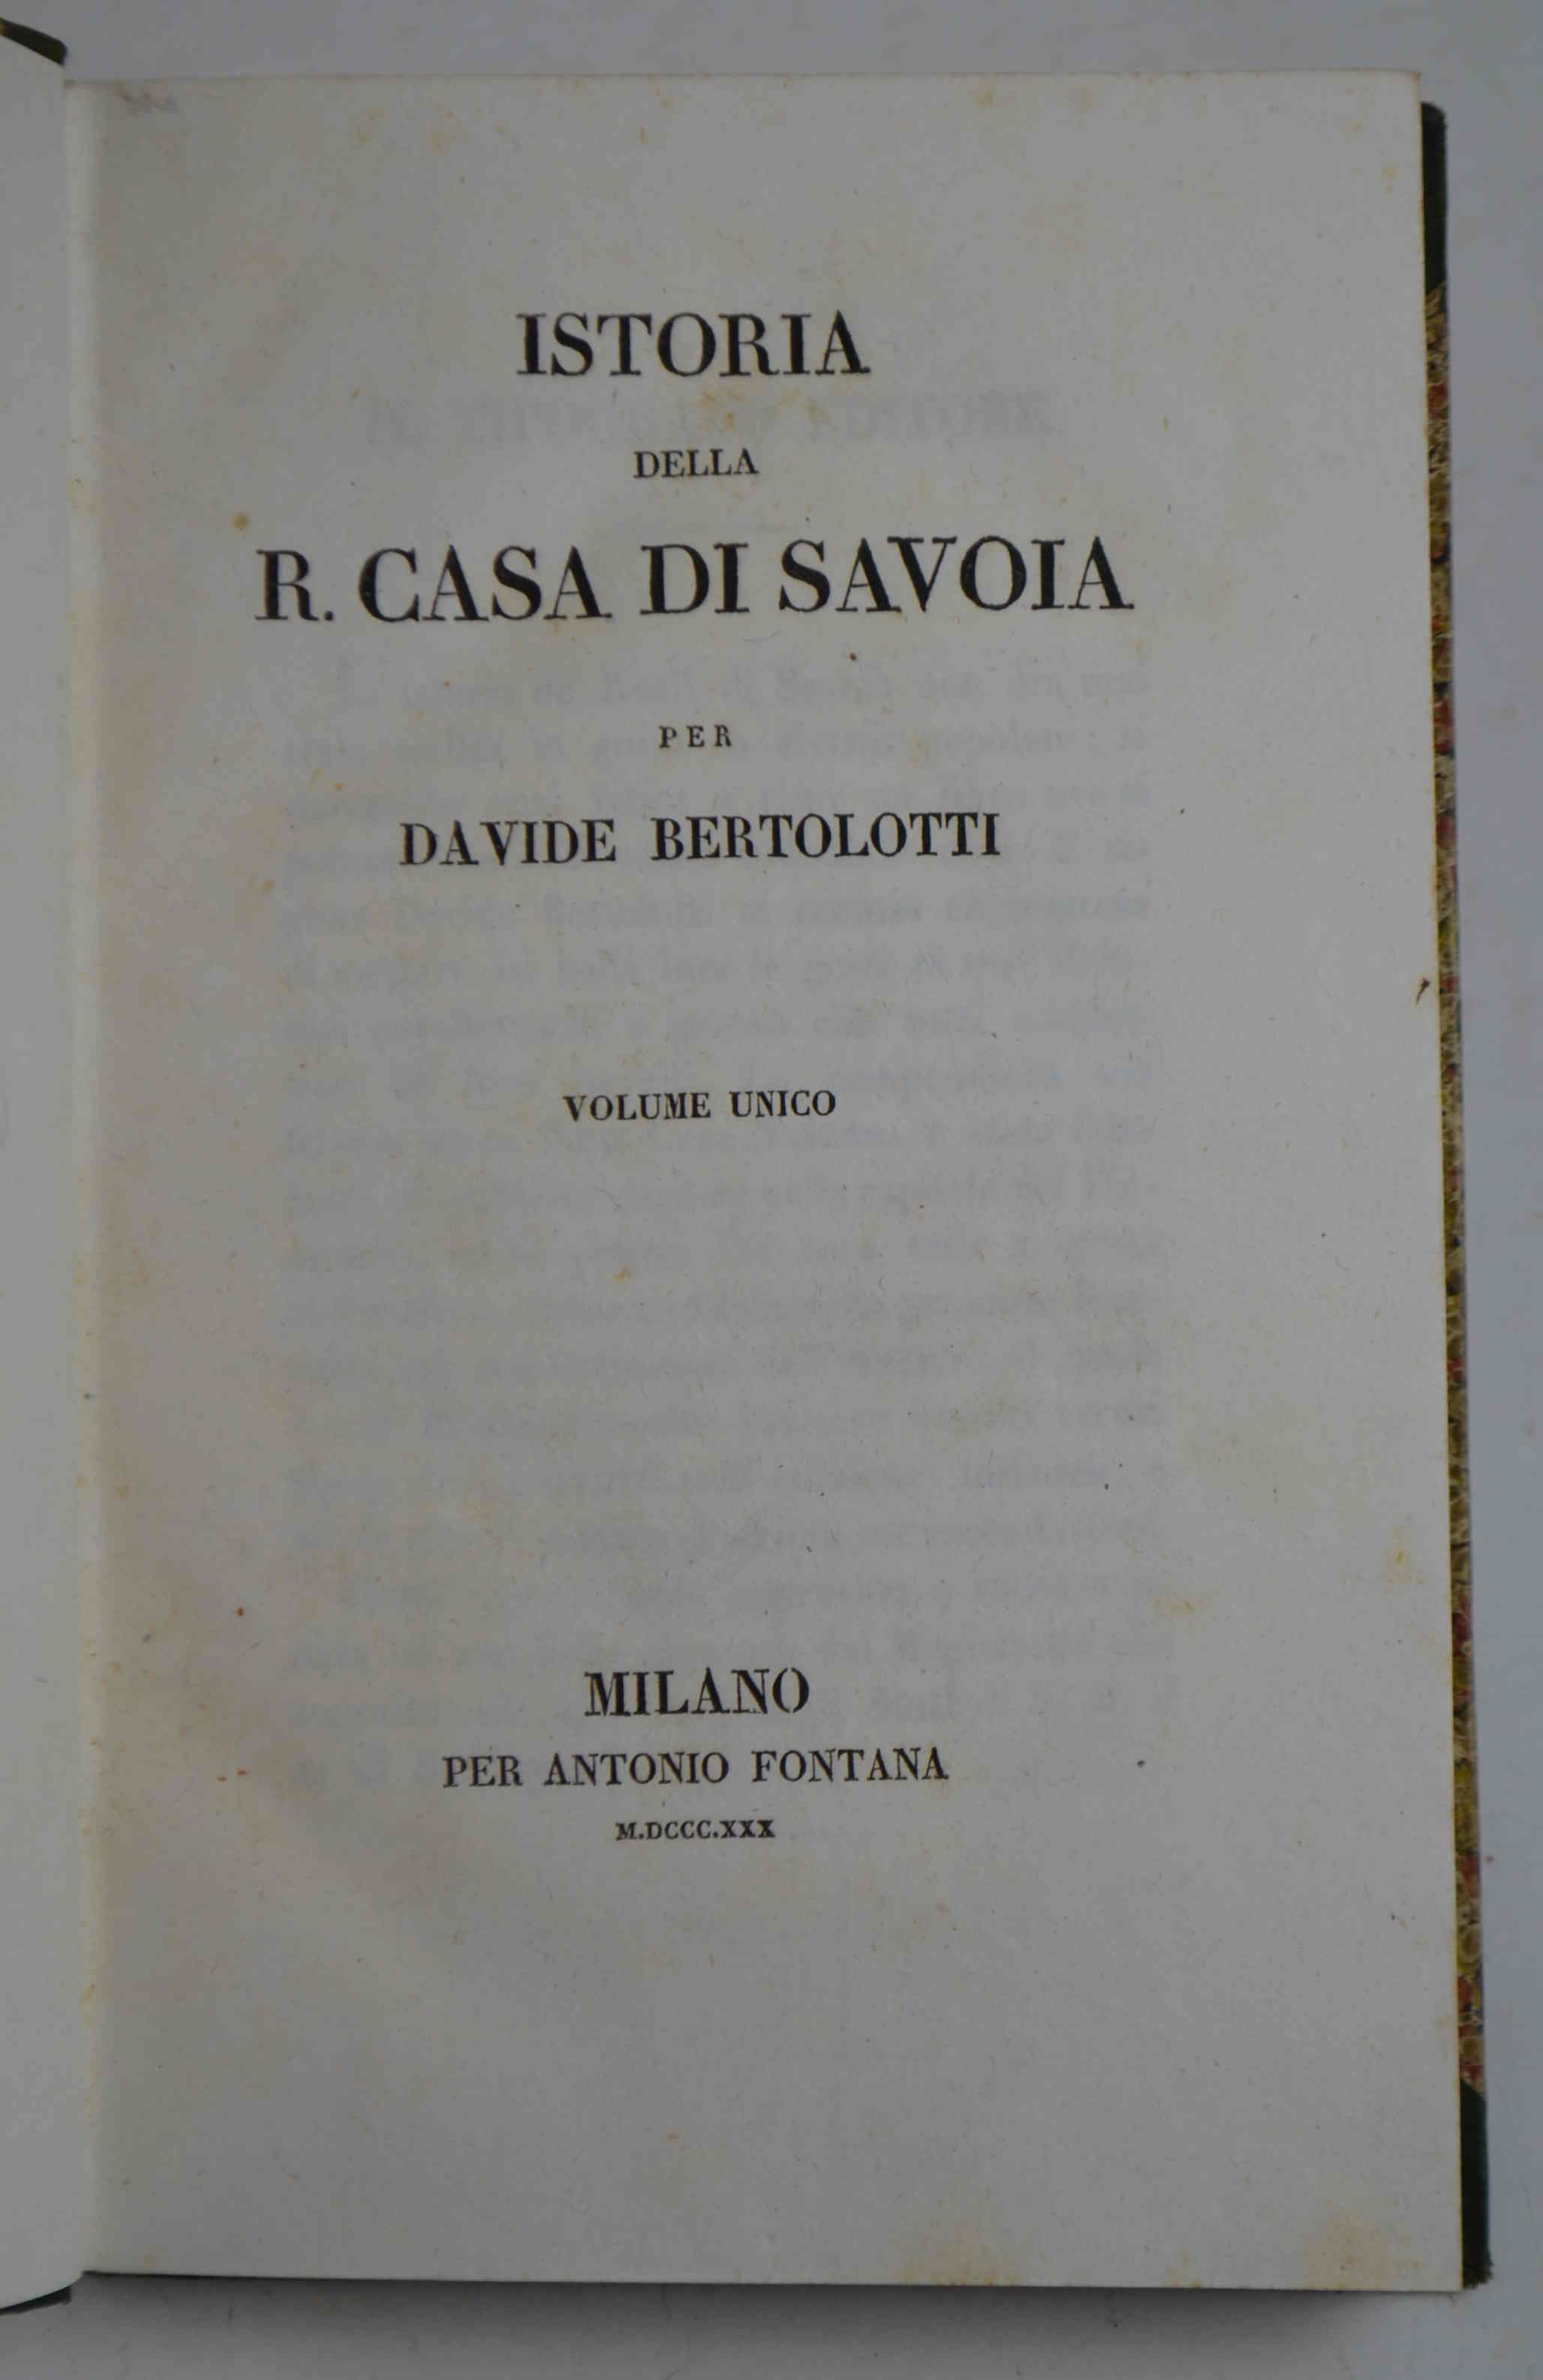 ISTORIA
DELLA
R. CASA DI SAVOIA
PER
DAVIDE BERTOLOTTI
VOLUME UNICO
MILANO
PER ANTONIO FONTANA
M.DCCC.XXX